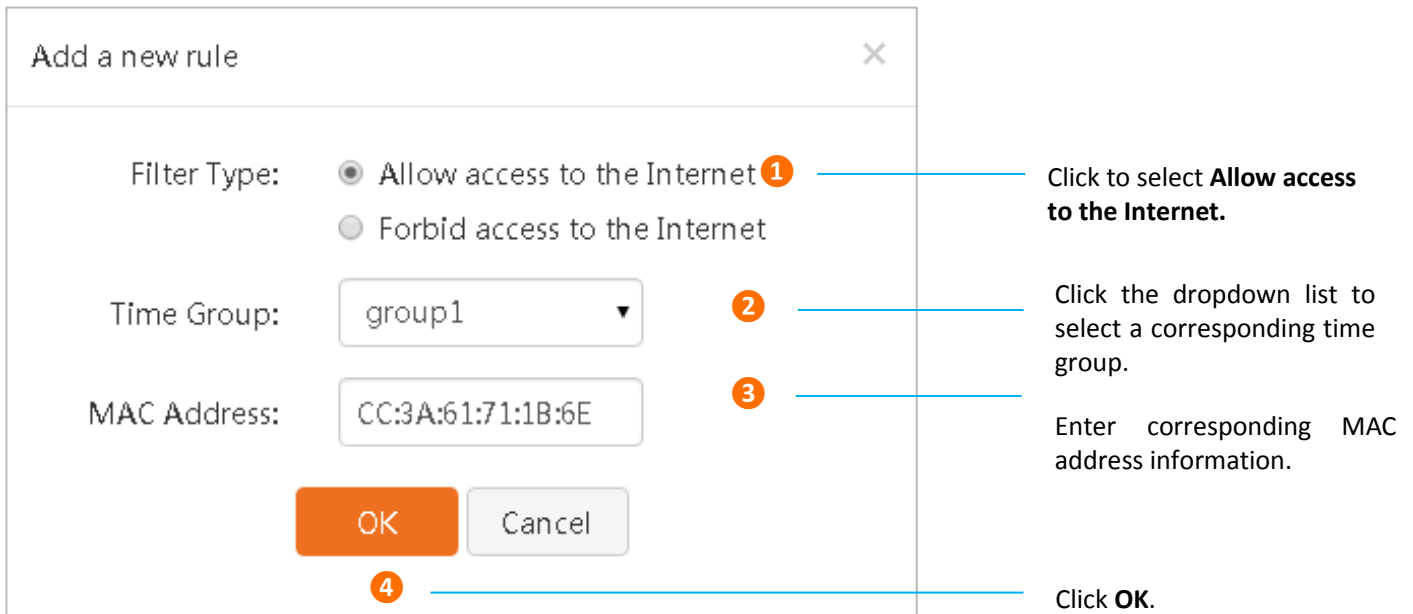 Add a new rule ×
Filter Type: Allow access to the Internet 1
Click to select Allow access
to the Internet.
Forbid access to the Internet
Time Group: group1 2
Click the dropdown list to
select a corresponding time
group.
MAC Address: CC:3A:61:71:1B:6E 3
Enter corresponding MAC
address information.
OK Cancel
4
Click OK.